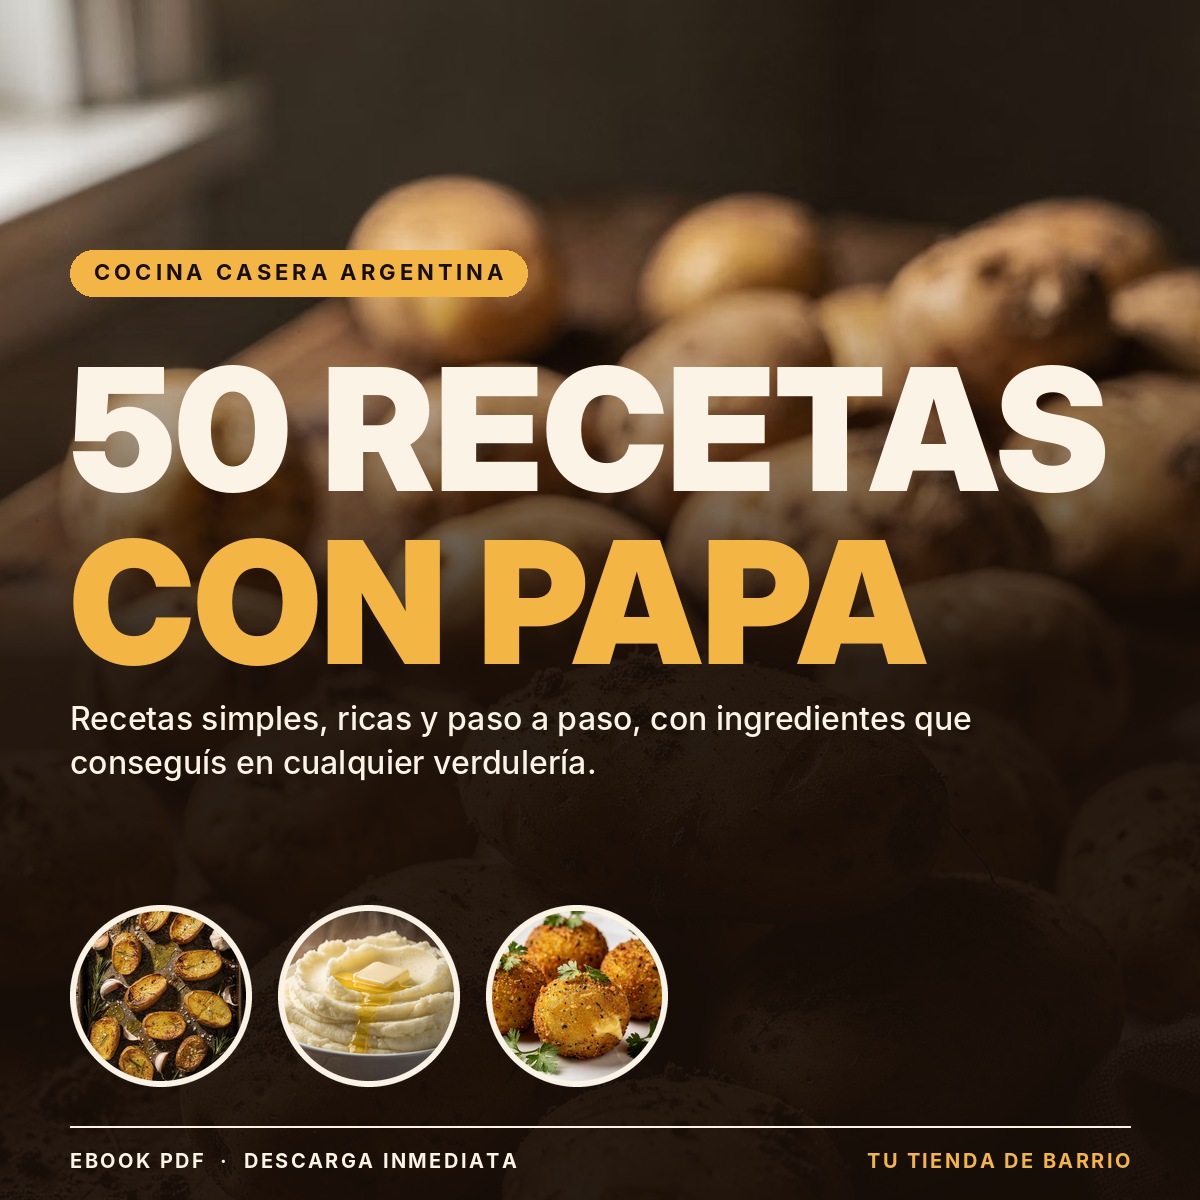 COCINA CASERA ARGENTINA
50 RECETAS
CON PAPA
Recetas simples, ricas y paso a paso, con ingredientes que
conseguís en cualquier verdulería.
EBOOK PDF · DESCARGA INMEDIATA
TU TIENDA DE BARRIO